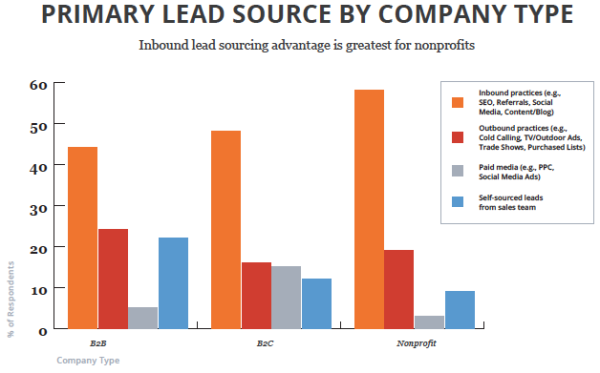 PRIMARY LEAD SOURCE BY COMPANY TYPE
Inbound lead sourcing advantage is greatest for nonprofits
60
50
40
30
20
10
0
% of Respondents
B2B
B2C
Nonprofit
Company Type
Inbound practices (e.g.,
SEO, Referrals, Social
Media, Content/Blog)
Outbound practices (e.g.,
Cold Calling, TV/Outdoor Ads,
Trade Shows, Purchased Lists)
Paid media (e.g., PPC,
Social Media Ads)
Self-sourced leads
from sales team